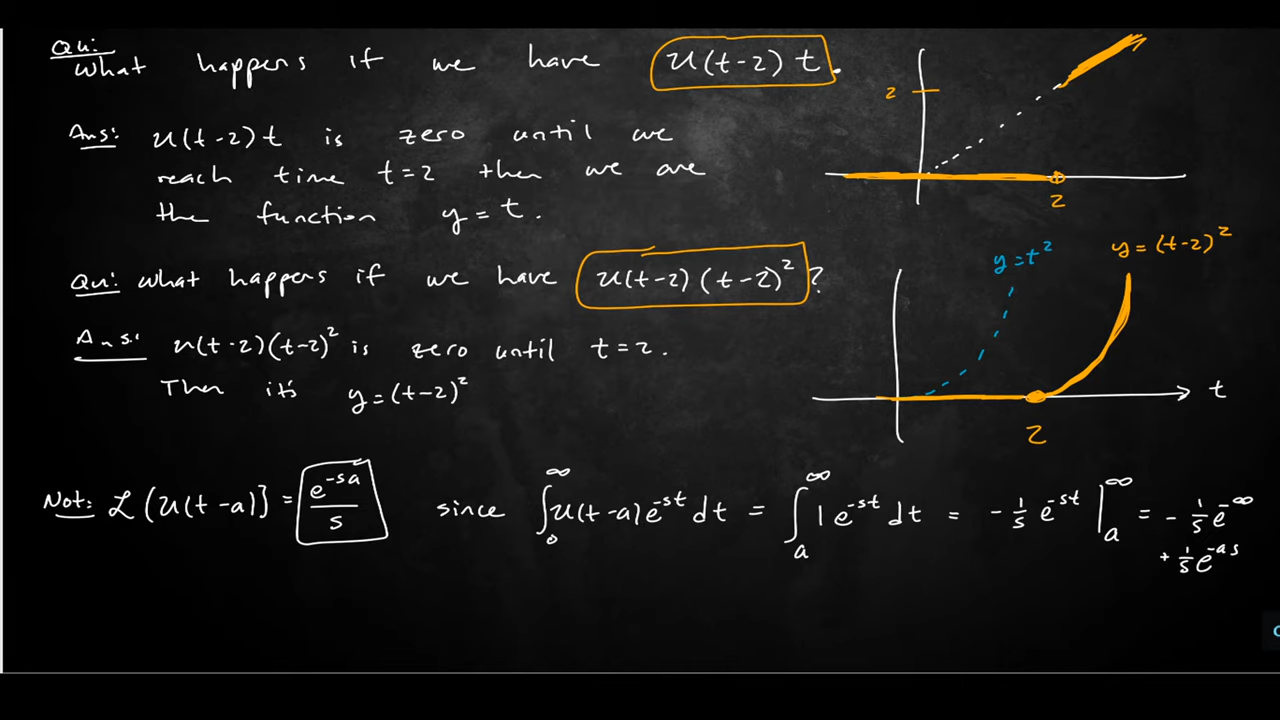 Qu:
What happens if we have u(t-2) t.
2
Ans: u(t-2) t is zero until we
reach time t=2 then we are
the function y = t.
2
y = t²
y = (t-2)²
Qu: What happens if we have u(t-2)(t-2)² ?
Ans: u(t-2)(t-2)² is zero until t=2.
Then it's y = (t-2)²
t
2
Not: ℒ{u(t-a)} = e^{-sa}/s since ∫_0^∞ u(t-a)e^{-st} dt = ∫_a^∞ 1 e^{-st} dt = -1/s e^{-st} |_a^∞ = -1/s e^{-∞}
+ 1/s e^{-as}